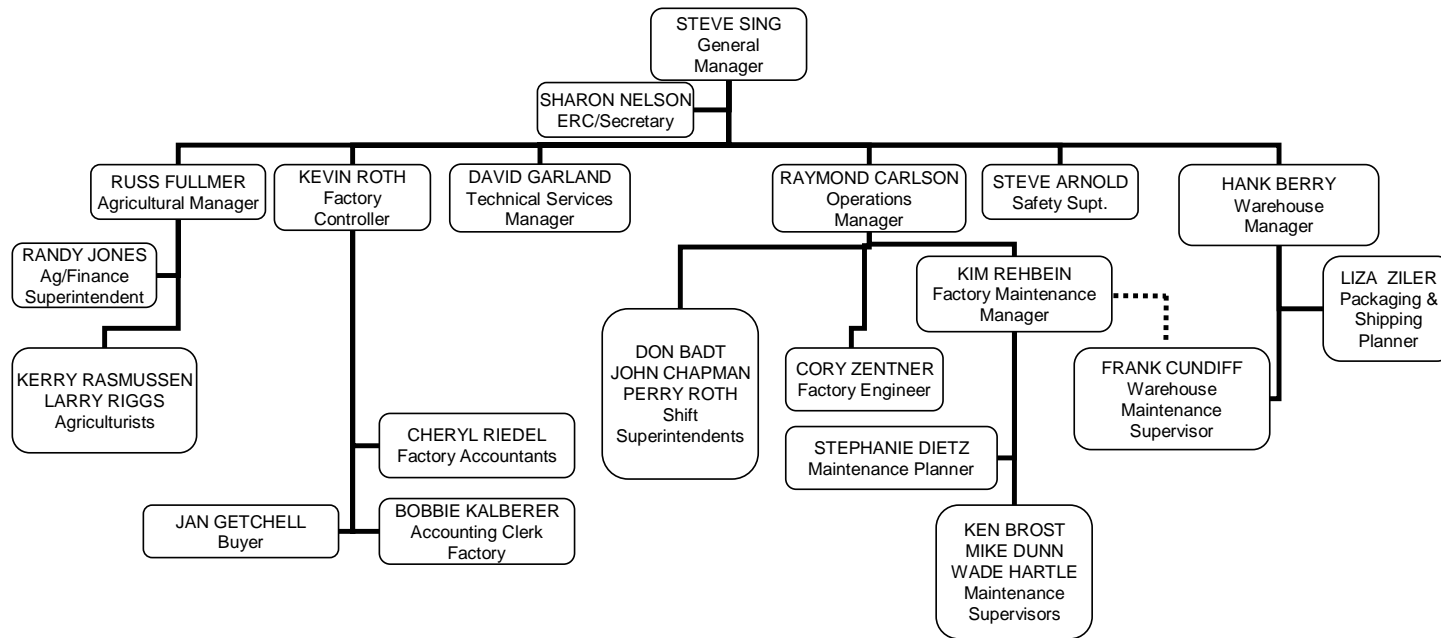 STEVE SING
General
Manager
SHARON NELSON
ERC/Secretary
RUSS FULLMER
Agricultural Manager
KEVIN ROTH
Factory
Controller
DAVID GARLAND
Technical Services
Manager
RAYMOND CARLSON
Operations
Manager
STEVE ARNOLD
Safety Supt.
HANK BERRY
Warehouse
Manager
RANDY JONES
Ag/Finance
Superintendent
KERRY RASMUSSEN
LARRY RIGGS
Agriculturists
CHERYL RIEDEL
Factory Accountants
JAN GETCHELL
Buyer
BOBBIE KALBERER
Accounting Clerk
Factory
DON BADT
JOHN CHAPMAN
PERRY ROTH
Shift
Superintendents
CORY ZENTNER
Factory Engineer
KIM REHBEIN
Factory Maintenance
Manager
STEPHANIE DIETZ
Maintenance Planner
KEN BROST
MIKE DUNN
WADE HARTLE
Maintenance
Supervisors
FRANK CUNDIFF
Warehouse
Maintenance
Supervisor
LIZA ZILER
Packaging &
Shipping
Planner